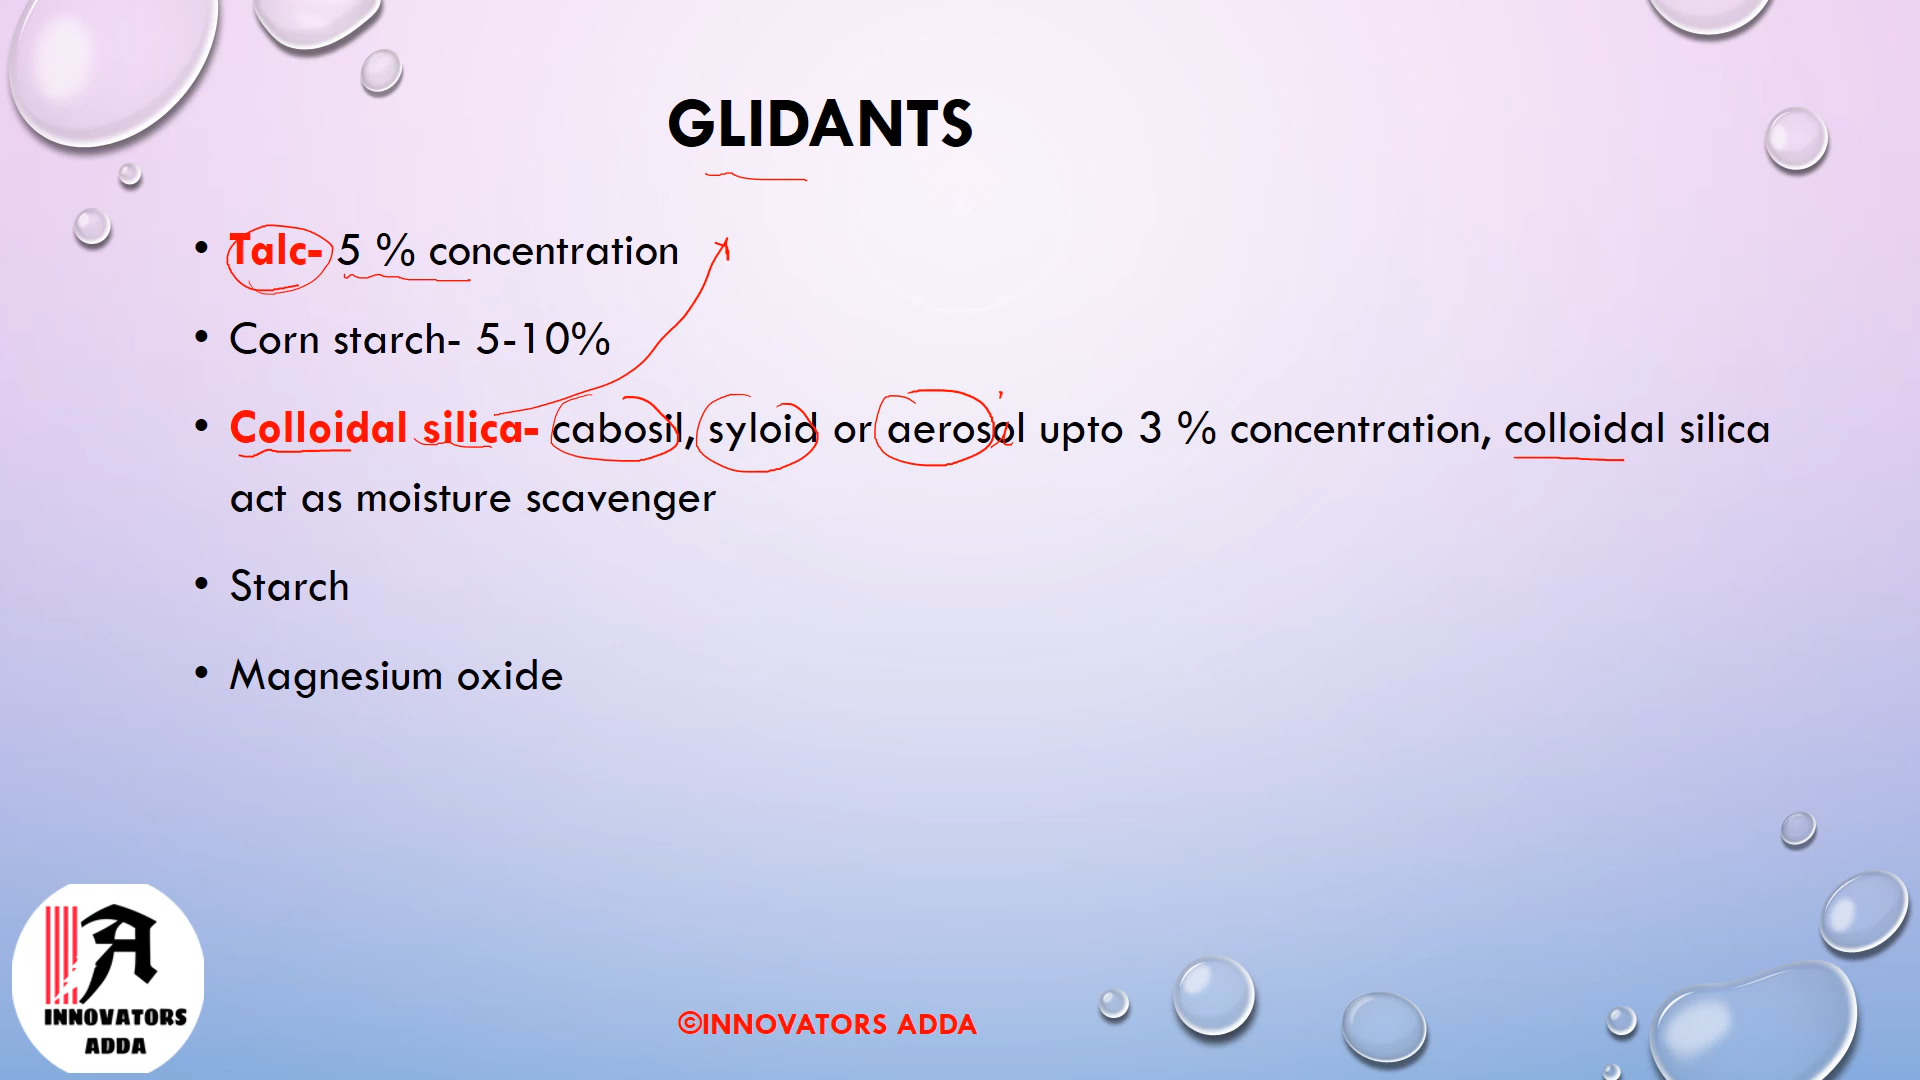 GLIDANTS
• Talc- 5 % concentration
• Corn starch- 5-10%
• Colloidal silica- cabosil, syloid or aerosol upto 3 % concentration, colloidal silica
act as moisture scavenger
• Starch
• Magnesium oxide
A
INNOVATORS
ADDA
©INNOVATORS ADDA